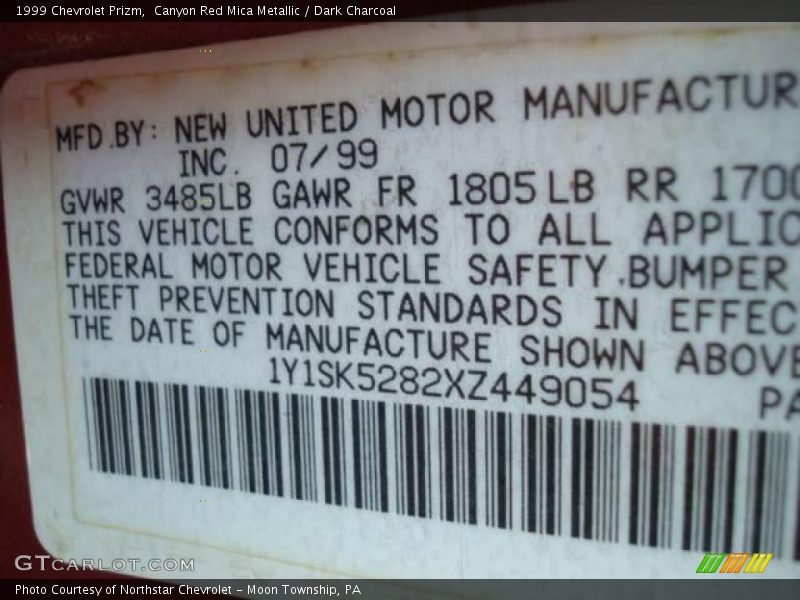 1999 Chevrolet Prizm,  Canyon Red Mica Metallic / Dark Charcoal
MFD.BY: NEW UNITED MOTOR MANUFACTUR
INC. 07/99
GVWR 3485LB GAWR FR 1805LB RR 1700
THIS VEHICLE CONFORMS TO ALL APPLIC
FEDERAL MOTOR VEHICLE SAFETY,BUMPER
THEFT PREVENTION STANDARDS IN EFFEC
THE DATE OF MANUFACTURE SHOWN ABOVE
1Y1SK5282XZ449054 PA
GTCARLOT.COM
Photo Courtesy of Northstar Chevrolet - Moon Township, PA